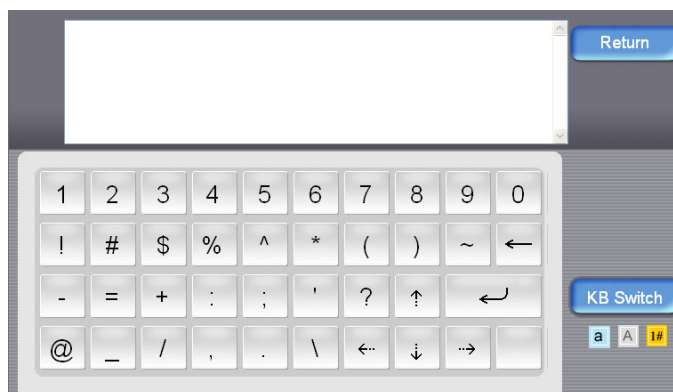 Return
1 2 3 4 5 6 7 8 9 0
! # $ % ^ * ( ) ~ ←
- = + : ; ' ? ↑ ↵
KB Switch
@ _ / , . \ ← ↓ →
a A 1#